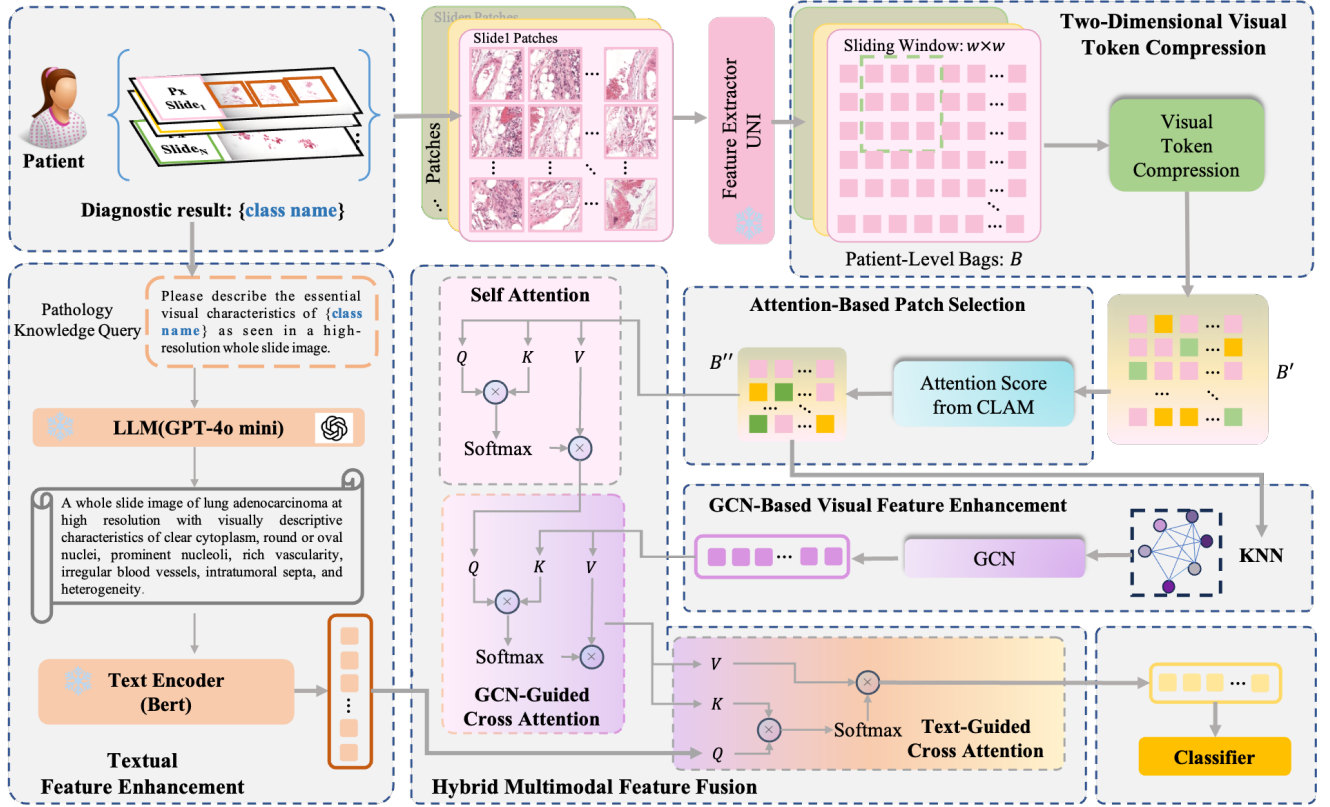 Px
Slide₁
Px
Slide_N
Patient
Diagnostic result: {class name}
Slide_n Patches
Slide1 Patches
Patches
Feature Extractor
UNI
Sliding Window: w×w
Patient-Level Bags: B
Two-Dimensional Visual
Token Compression
Visual
Token
Compression
Pathology
Knowledge Query
Please describe the essential
visual characteristics of {class
name} as seen in a high-
resolution whole slide image.
LLM(GPT-4o mini)
A whole slide image of lung adenocarcinoma at
high resolution with visually descriptive
characteristics of clear cytoplasm, round or oval
nuclei, prominent nucleoli, rich vascularity,
irregular blood vessels, intratumoral septa, and
heterogeneity.
Text Encoder
(Bert)
Textual
Feature Enhancement
Self Attention
Q
K
V
Softmax
Q
K
V
Softmax
GCN-Guided
Cross Attention
Hybrid Multimodal Feature Fusion
Attention-Based Patch Selection
B''
Attention Score
from CLAM
B'
GCN-Based Visual Feature Enhancement
GCN
KNN
V
K
Q
Softmax
Text-Guided
Cross Attention
Classifier